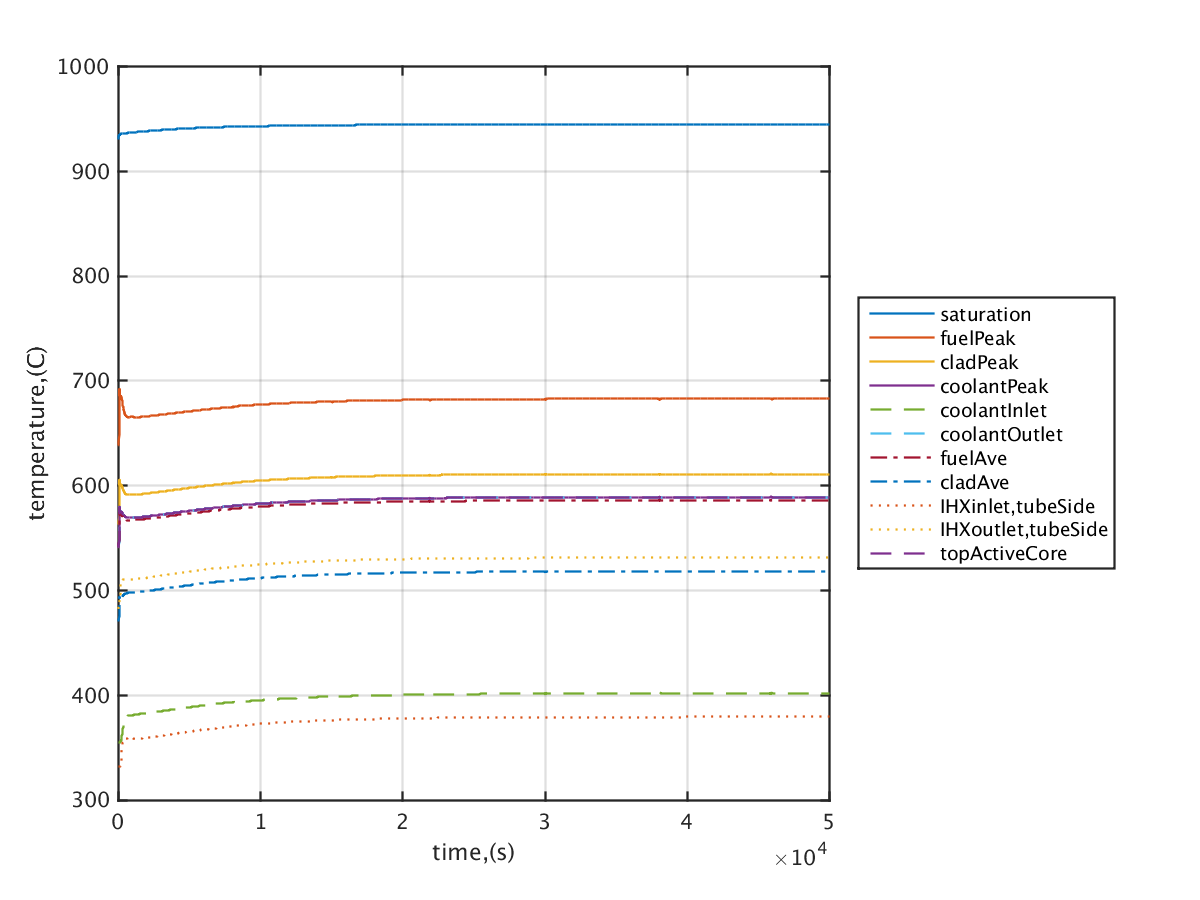 1000
900
800
700
600
500
400
300
0
1
2
3
4
5
×10^4
time,(s)
temperature,(C)
saturation
fuelPeak
cladPeak
coolantPeak
coolantInlet
coolantOutlet
fuelAve
cladAve
IHXinlet,tubeSide
IHXoutlet,tubeSide
topActiveCore